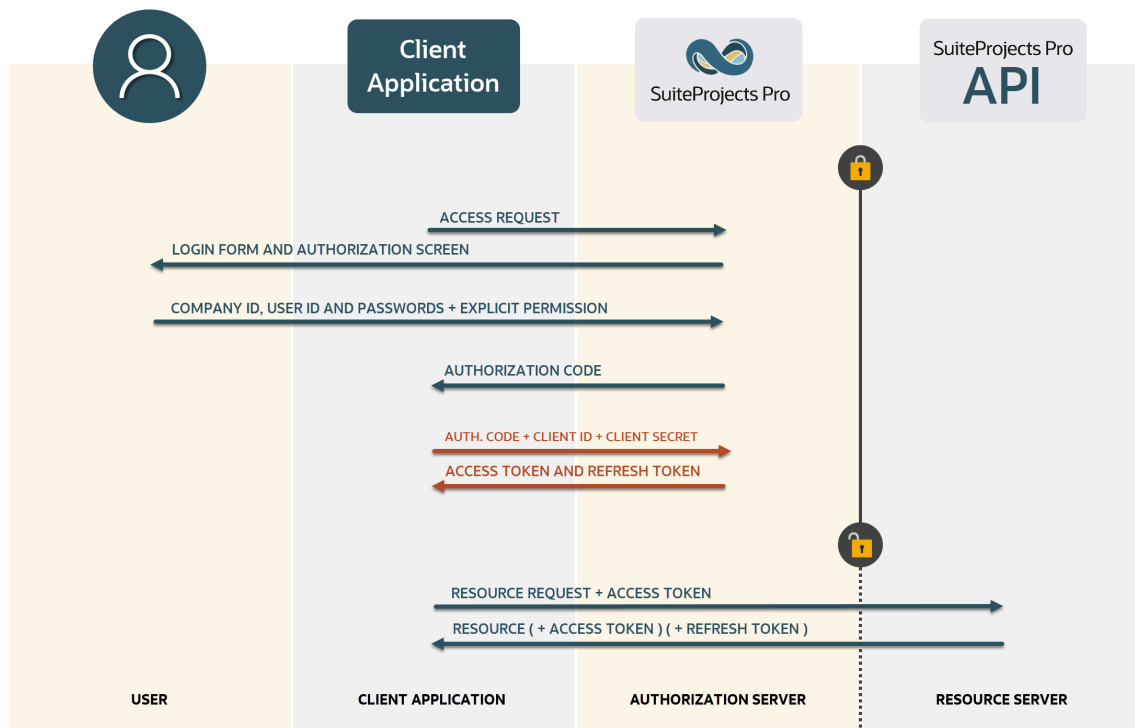 Client
Application
SuiteProjects Pro
SuiteProjects Pro
API
ACCESS REQUEST
LOGIN FORM AND AUTHORIZATION SCREEN
COMPANY ID, USER ID AND PASSWORDS + EXPLICIT PERMISSION
AUTHORIZATION CODE
AUTH. CODE + CLIENT ID + CLIENT SECRET
ACCESS TOKEN AND REFRESH TOKEN
RESOURCE REQUEST + ACCESS TOKEN
RESOURCE ( + ACCESS TOKEN ) ( + REFRESH TOKEN )
USER
CLIENT APPLICATION
AUTHORIZATION SERVER
RESOURCE SERVER